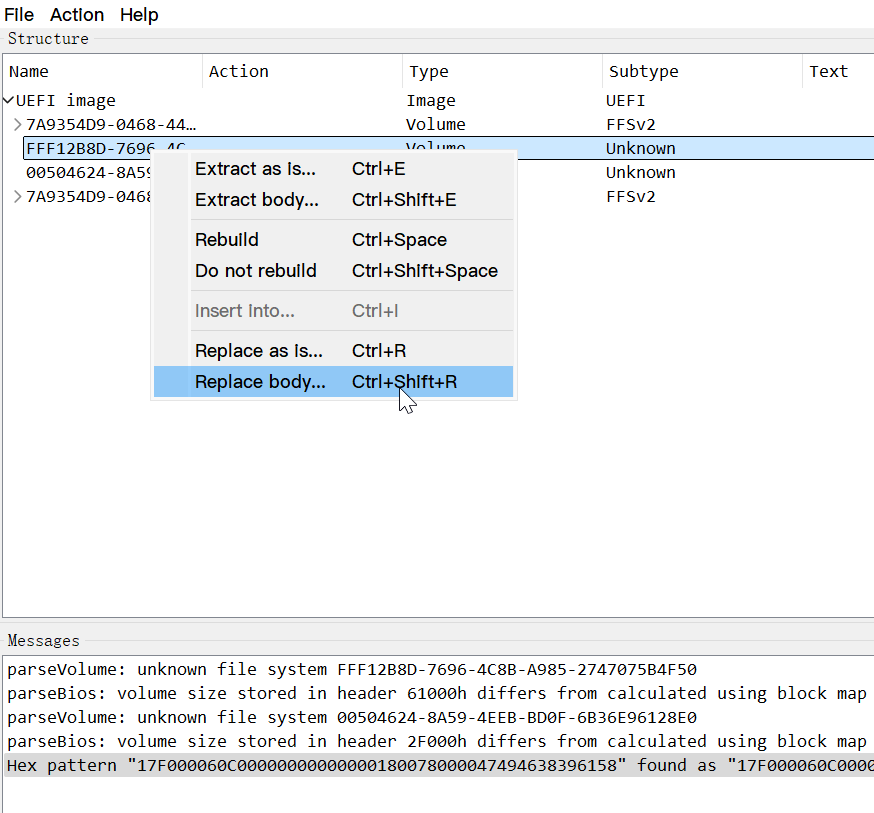 File Action Help
Structure
Name Action Type Subtype Text
UEFI image Image UEFI
7A9354D9-0468-44… Volume FFSv2
FFF12B8D-7696-4C Volume Unknown
00504624-8A59 Unknown
7A9354D9-0468 FFSv2
Extract as is... Ctrl+E
Extract body... Ctrl+Shift+E
Rebuild Ctrl+Space
Do not rebuild Ctrl+Shift+Space
Insert into... Ctrl+I
Replace as is... Ctrl+R
Replace body... Ctrl+Shift+R
Messages
parseVolume: unknown file system FFF12B8D-7696-4C8B-A985-2747075B4F50
parseBios: volume size stored in header 61000h differs from calculated using block map
parseVolume: unknown file system 00504624-8A59-4EEB-BD0F-6B36E96128E0
parseBios: volume size stored in header 2F000h differs from calculated using block map
Hex pattern "17F000060C00000000000000180078000047494638396158" found as "17F000060C0000